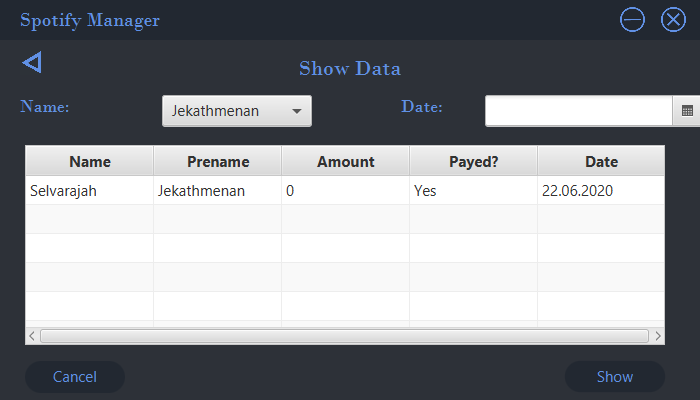 Spotify Manager
Show Data
Name: Jekathmenan Date:
Name Prename Amount Payed? Date
Selvarajah Jekathmenan 0 Yes 22.06.2020
Cancel Show